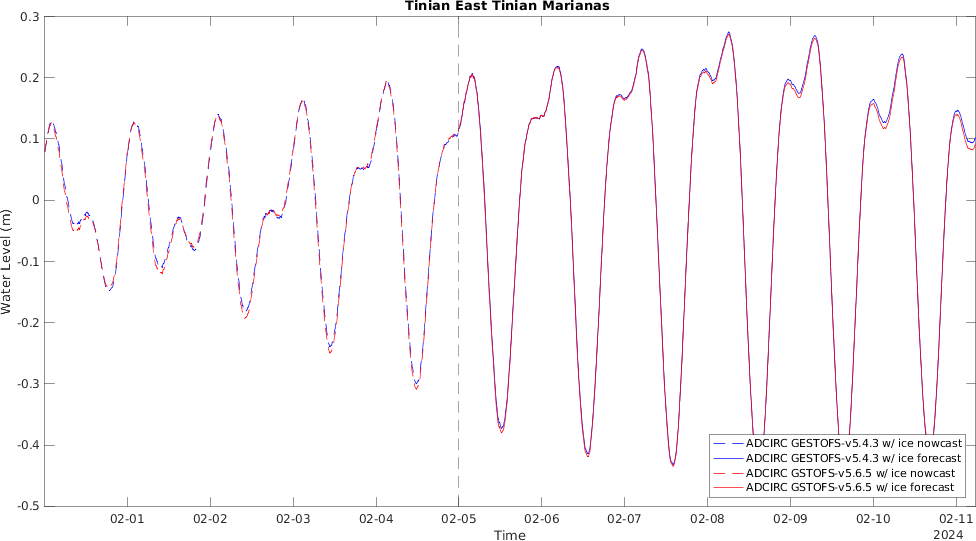 Tinian East Tinian Marianas
0.3
0.2
0.1
0
-0.1
-0.2
-0.3
-0.4
-0.5
Water Level (m)
ADCIRC GESTOFS-v5.4.3 w/ ice nowcast
ADCIRC GESTOFS-v5.4.3 w/ ice forecast
ADCIRC GSTOFS-v5.6.5 w/ ice nowcast
ADCIRC GSTOFS-v5.6.5 w/ ice forecast
02-01 02-02 02-03 02-04 02-05 02-06 02-07 02-08 02-09 02-10 02-11
Time 2024